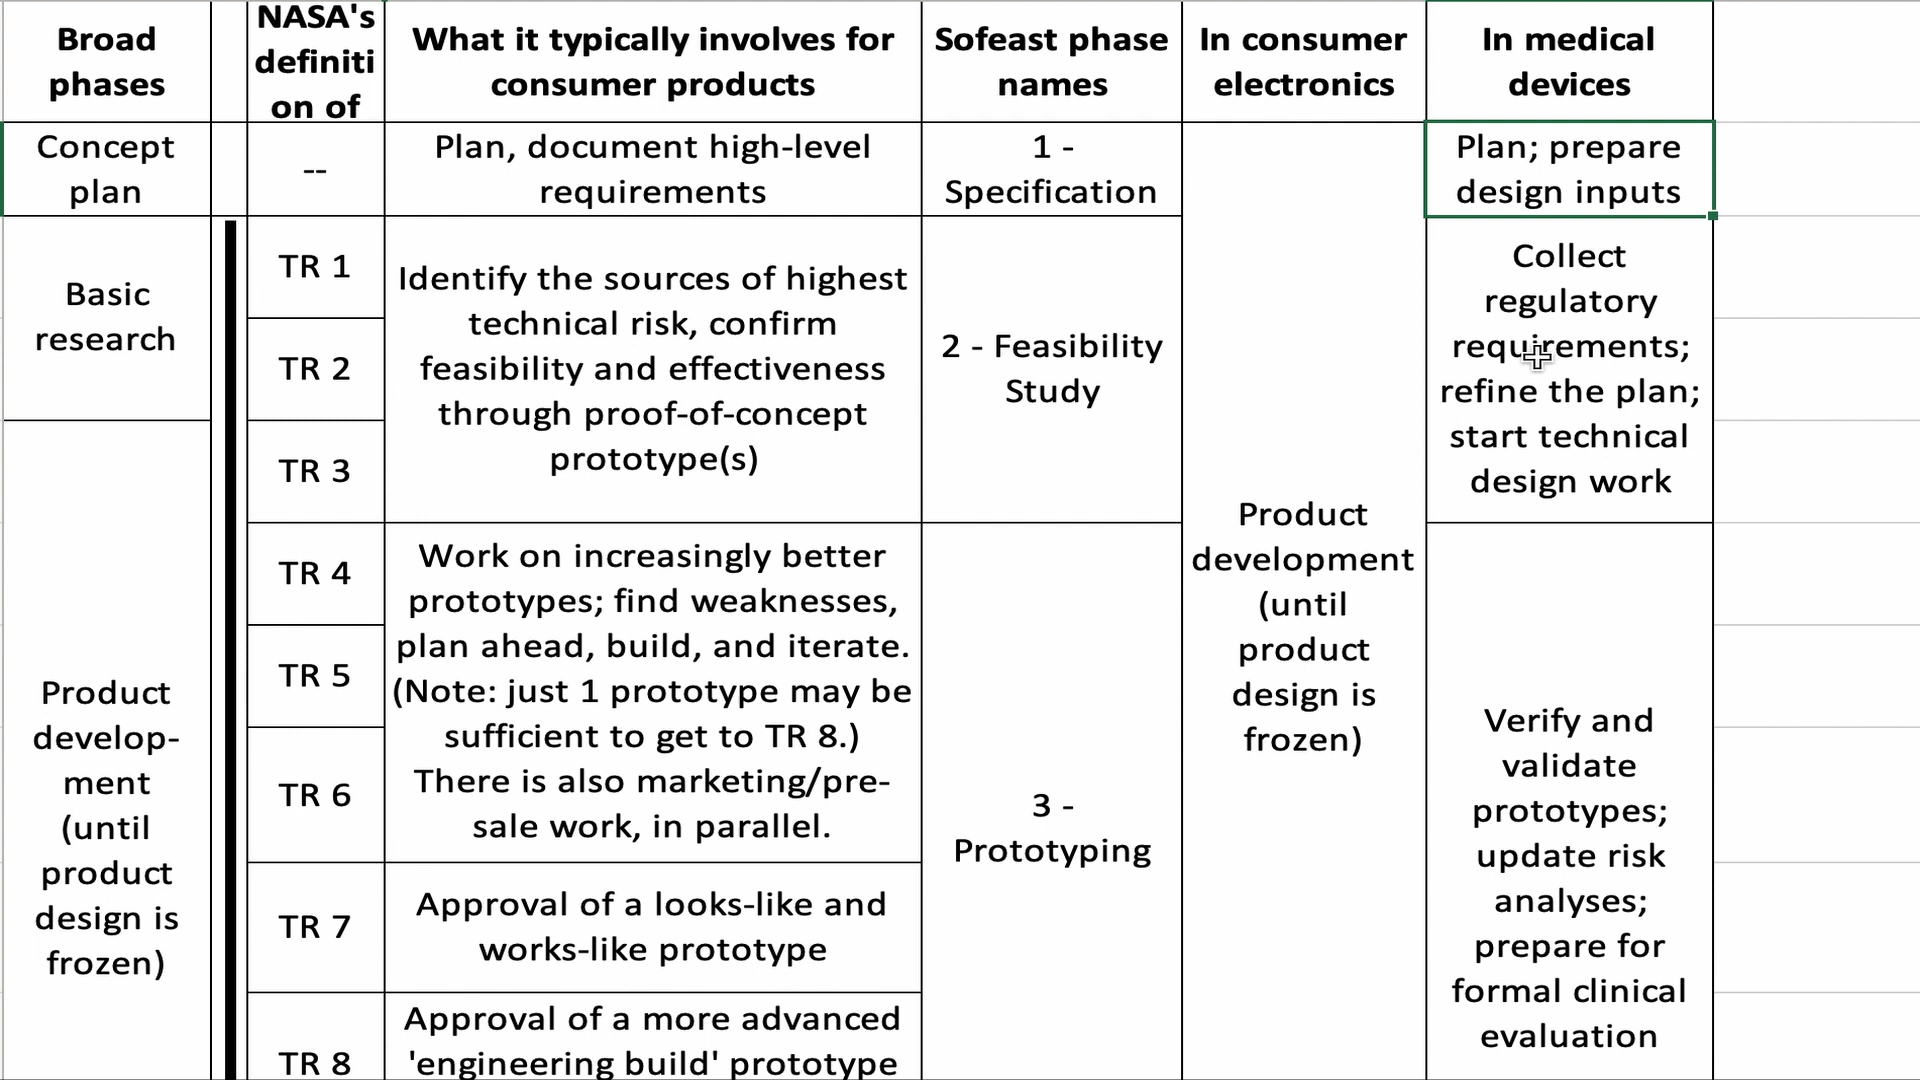 Broad
phases
NASA's
definiti
on of
What it typically involves for
consumer products
Sofeast phase
names
In consumer
electronics
In medical
devices
Concept
plan
--
Plan, document high-level
requirements
1 -
Specification
Plan; prepare
design inputs
Basic
research
TR 1
TR 2
TR 3
Identify the sources of highest
technical risk, confirm
feasibility and effectiveness
through proof-of-concept
prototype(s)
2 - Feasibility
Study
Collect
regulatory
requirements;
refine the plan;
start technical
design work
Product
develop-
ment
(until
product
design is
frozen)
TR 4
TR 5
TR 6
Work on increasingly better
prototypes; find weaknesses,
plan ahead, build, and iterate.
(Note: just 1 prototype may be
sufficient to get to TR 8.)
There is also marketing/pre-
sale work, in parallel.
3 -
Prototyping
Product
development
(until
product
design is
frozen)
Verify and
validate
prototypes;
update risk
analyses;
prepare for
formal clinical
evaluation
TR 7
Approval of a looks-like and
works-like prototype
TR 8
Approval of a more advanced
'engineering build' prototype